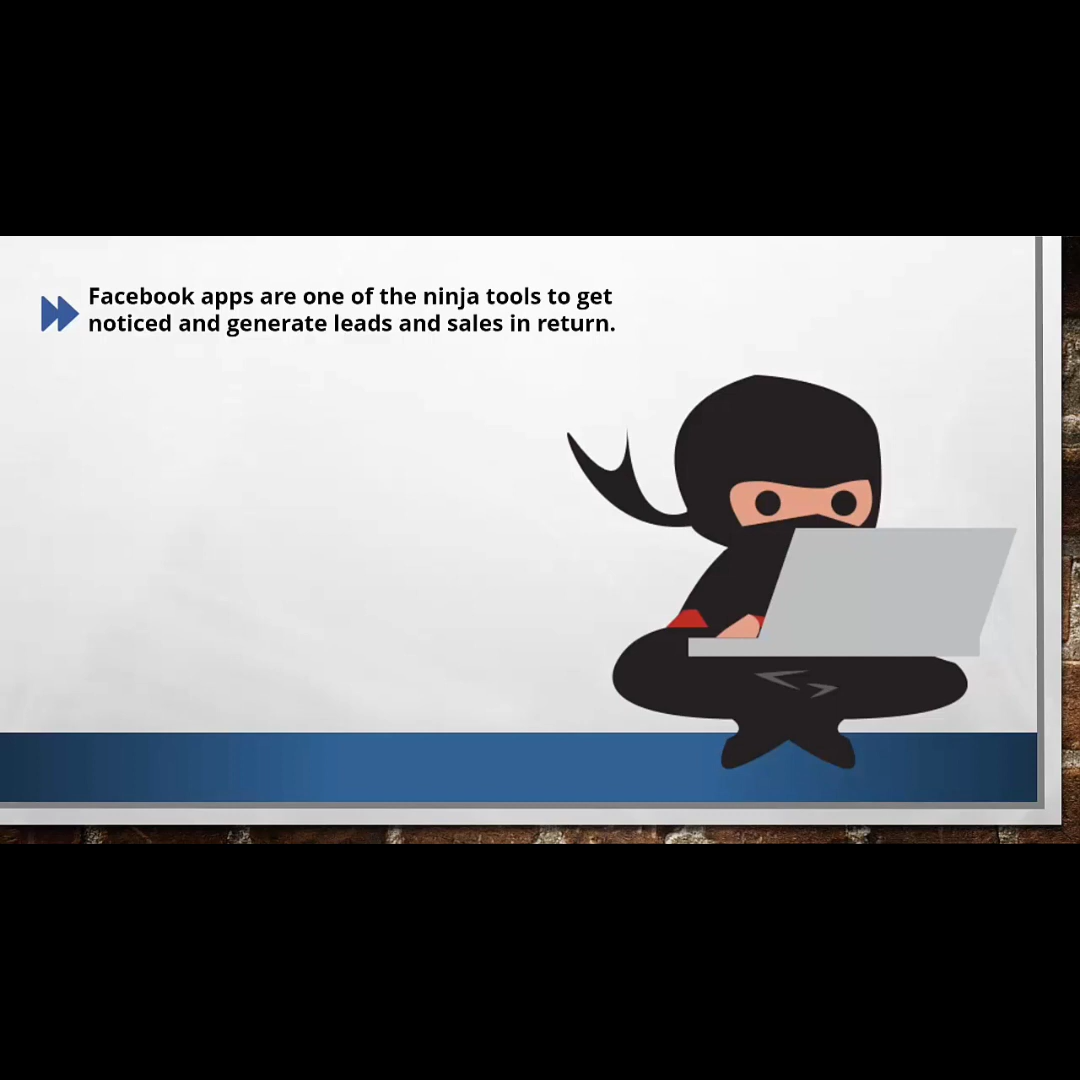 Facebook apps are one of the ninja tools to get
noticed and generate leads and sales in return.